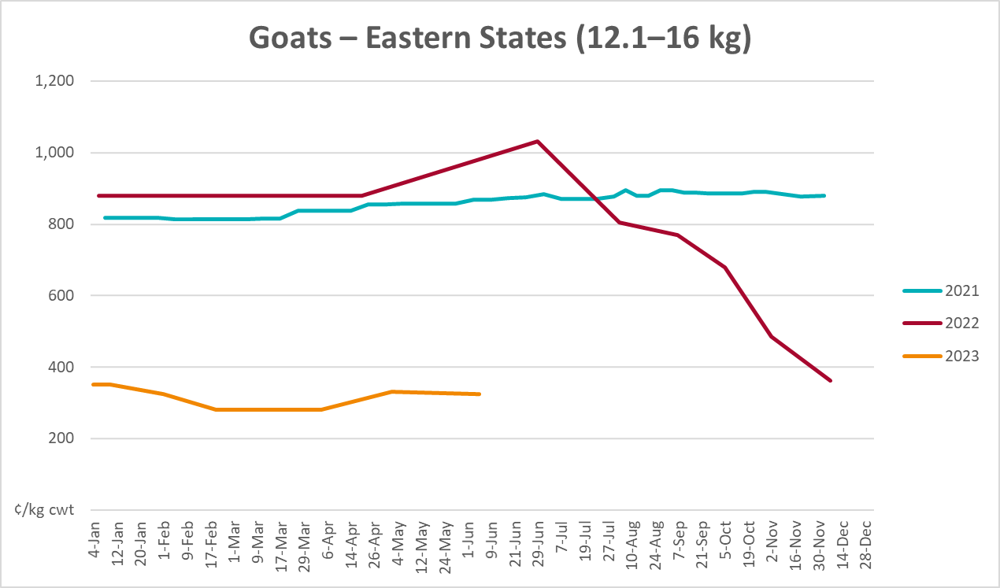 Goats – Eastern States (12.1–16 kg)
1,200
1,000
800
600
400
200
¢/kg cwt
4-Jan
12-Jan
20-Jan
1-Feb
9-Feb
17-Feb
1-Mar
9-Mar
17-Mar
29-Mar
6-Apr
14-Apr
26-Apr
4-May
12-May
24-May
1-Jun
9-Jun
21-Jun
29-Jun
7-Jul
19-Jul
27-Jul
10-Aug
24-Aug
7-Sep
21-Sep
5-Oct
19-Oct
2-Nov
16-Nov
30-Nov
14-Dec
28-Dec
2021
2022
2023